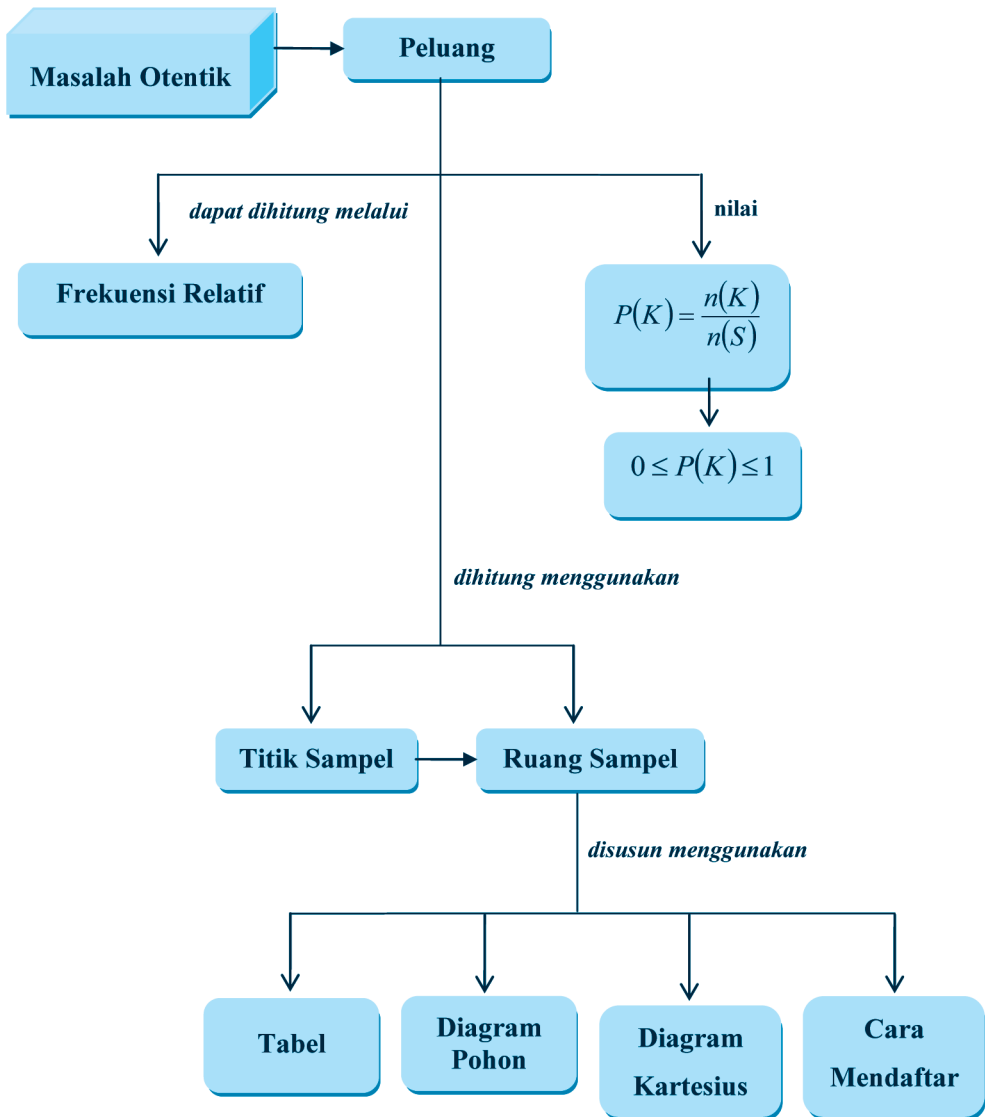 Masalah Otentik
Peluang
dapat dihitung melalui
nilai
Frekuensi Relatif
P(K) = n(K)/n(S)
0 ≤ P(K) ≤ 1
dihitung menggunakan
Titik Sampel
Ruang Sampel
disusun menggunakan
Tabel
Diagram
Pohon
Diagram
Kartesius
Cara
Mendaftar